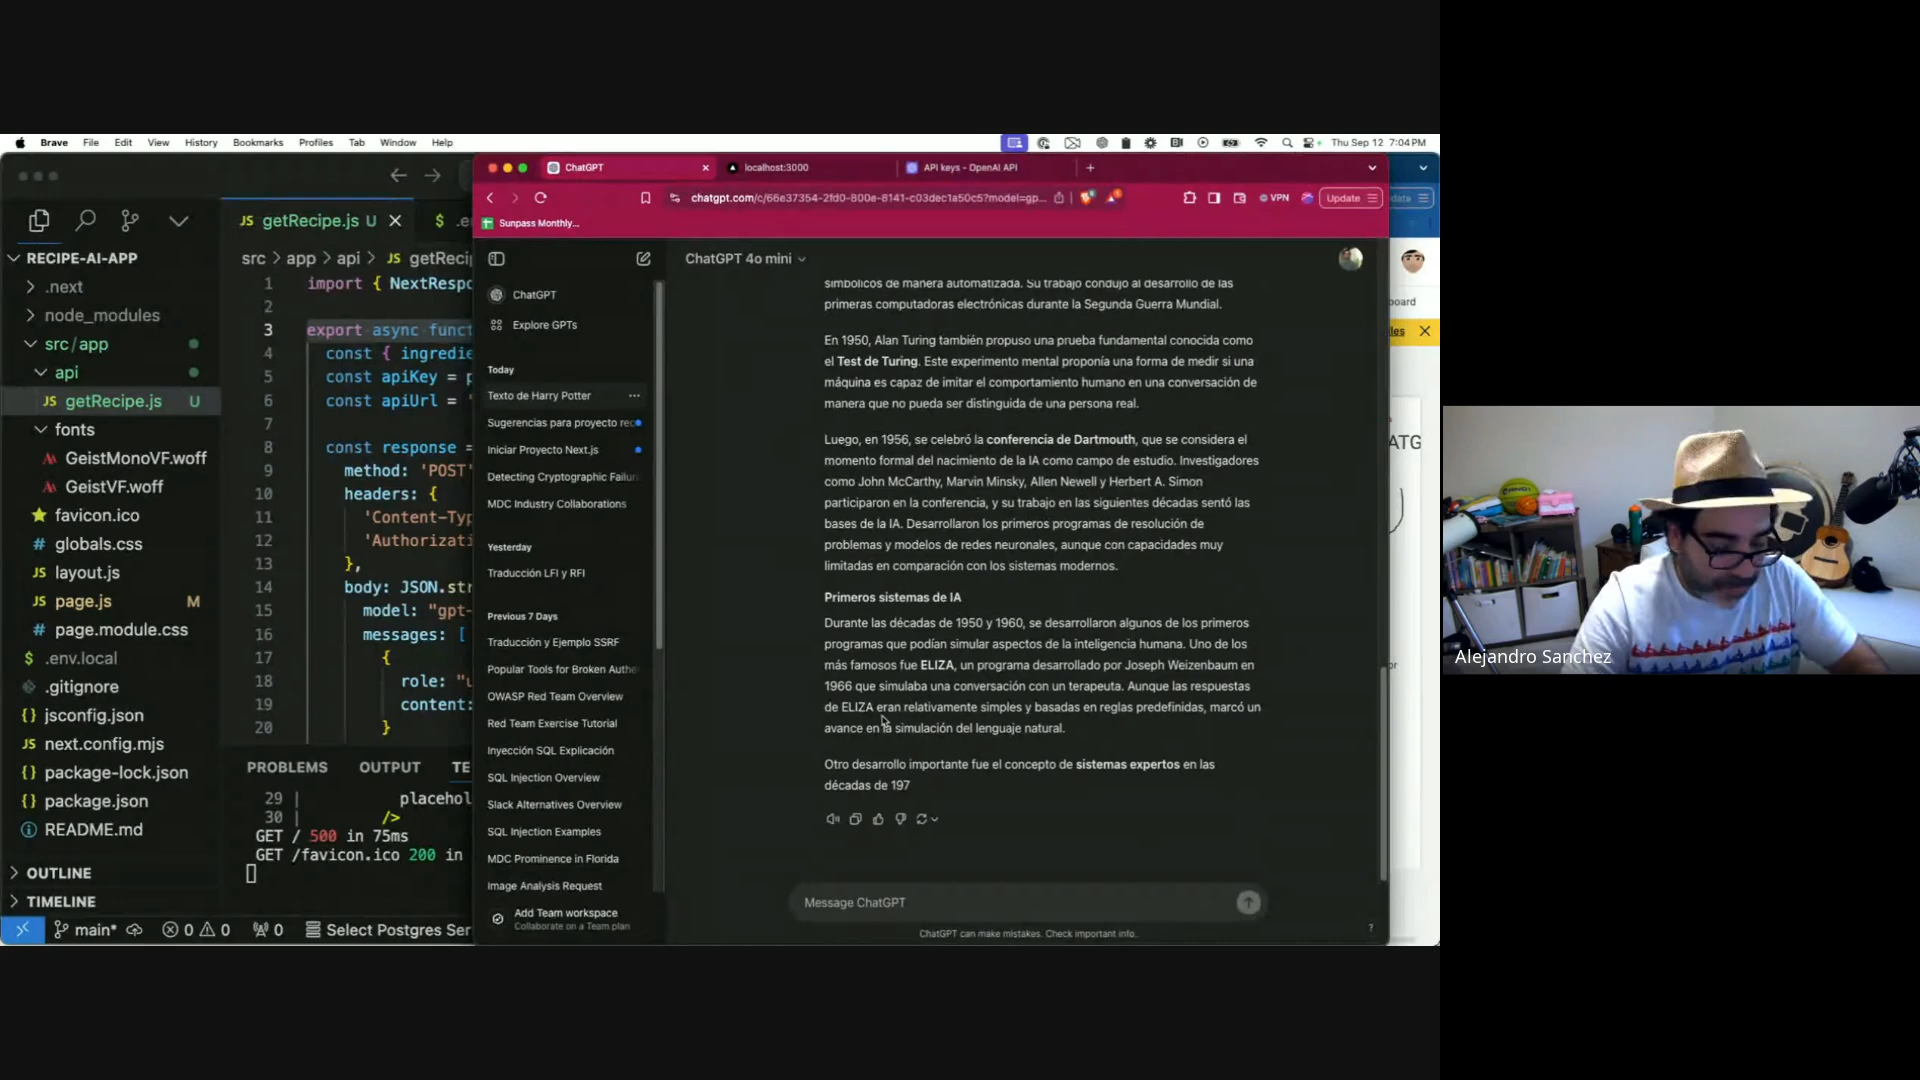 Brave File Edit View History Bookmarks Profiles Tab Window Help
Thu Sep 12 7:04 PM
ChatGPT
localhost:3000
API keys - OpenAI API
chatgpt.com/c/66e37354-2fd0-800e-8141-c03dec1a50c5?model=gp...
VPN
Update
Sunpass Monthly...
getRecipe.js U
RECIPE-AI-APP
.next
node_modules
src/app
api
getRecipe.js U
fonts
GeistMonoVF.woff
GeistVF.woff
favicon.ico
globals.css
layout.js
page.js M
page.module.css
.env.local
.gitignore
jsconfig.json
next.config.mjs
package-lock.json
package.json
README.md
OUTLINE
TIMELINE
src > app > api > JS getReci
1 import { NextResp
2
3 export async funct
4 const { ingredie
5 const apiKey = p
6 const apiUrl = '
7
8 const response =
9 method: 'POST'
10 headers: {
11 'Content-Typ
12 'Authorizati
13 },
14 body: JSON.str
15 model: "gpt-
16 messages: [
17 {
18 role: "u
19 content:
20 }
PROBLEMS OUTPUT TE
29 | placehol
30 | />
GET / 500 in 75ms
GET /favicon.ico 200 in
main* 0 0 0 Select Postgres Ser
ChatGPT
Explore GPTs
Today
Texto de Harry Potter
Sugerencias para proyecto rec
Iniciar Proyecto Next.js
Detecting Cryptographic Failur
MDC Industry Collaborations
Yesterday
Traducción LFI y RFI
Previous 7 Days
Traducción y Ejemplo SSRF
Popular Tools for Broken Authe
OWASP Red Team Overview
Red Team Exercise Tutorial
Inyección SQL Explicación
SQL Injection Overview
Slack Alternatives Overview
SQL Injection Examples
MDC Prominence in Florida
Image Analysis Request
Add Team workspace
Collaborate on a Team plan
ChatGPT 4o mini
simbólicos de manera automatizada. Su trabajo condujo al desarrollo de las
primeras computadoras electrónicas durante la Segunda Guerra Mundial.
En 1950, Alan Turing también propuso una prueba fundamental conocida como
el Test de Turing. Este experimento mental proponía una forma de medir si una
máquina es capaz de imitar el comportamiento humano en una conversación de
manera que no pueda ser distinguida de una persona real.
Luego, en 1956, se celebró la conferencia de Dartmouth, que se considera el
momento formal del nacimiento de la IA como campo de estudio. Investigadores
como John McCarthy, Marvin Minsky, Allen Newell y Herbert A. Simon
participaron en la conferencia, y su trabajo en las siguientes décadas sentó las
bases de la IA. Desarrollaron los primeros programas de resolución de
problemas y modelos de redes neuronales, aunque con capacidades muy
limitadas en comparación con los sistemas modernos.
Primeros sistemas de IA
Durante las décadas de 1950 y 1960, se desarrollaron algunos de los primeros
programas que podían simular aspectos de la inteligencia humana. Uno de los
más famosos fue ELIZA, un programa desarrollado por Joseph Weizenbaum en
1966 que simulaba una conversación con un terapeuta. Aunque las respuestas
de ELIZA eran relativamente simples y basadas en reglas predefinidas, marcó un
avance en la simulación del lenguaje natural.
Otro desarrollo importante fue el concepto de sistemas expertos en las
décadas de 197
Message ChatGPT
ChatGPT can make mistakes. Check important info.
?
oard
les
ATG
Alejandro Sanchez